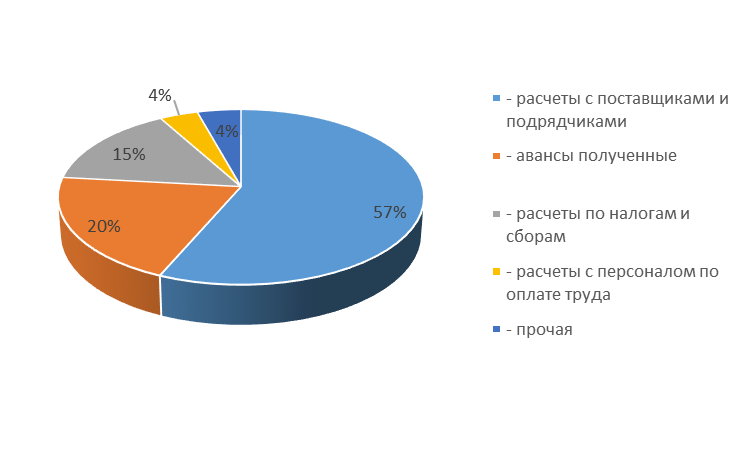 4%
4%
15%
20%
57%
- расчеты с поставщиками и
подрядчиками
- авансы полученные
- расчеты по налогам и
сборам
- расчеты с персоналом по
оплате труда
- прочая